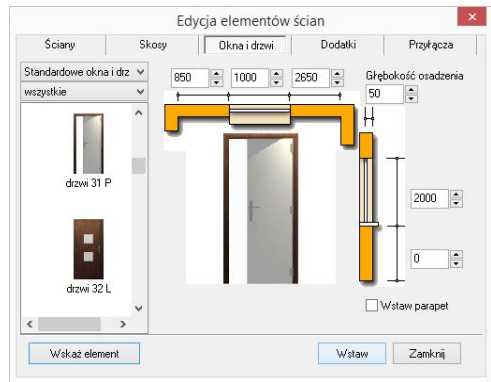 Edycja elementów ścian
Ściany Skosy Okna i drzwi Dodatki Przyłącza
Standardowe okna i drz
wszystkie
850 1000 2650
Głębokość osadzenia
50
drzwi 31 P
2000
drzwi 32 L
0
Wstaw parapet
Wskaż element Wstaw Zamknij